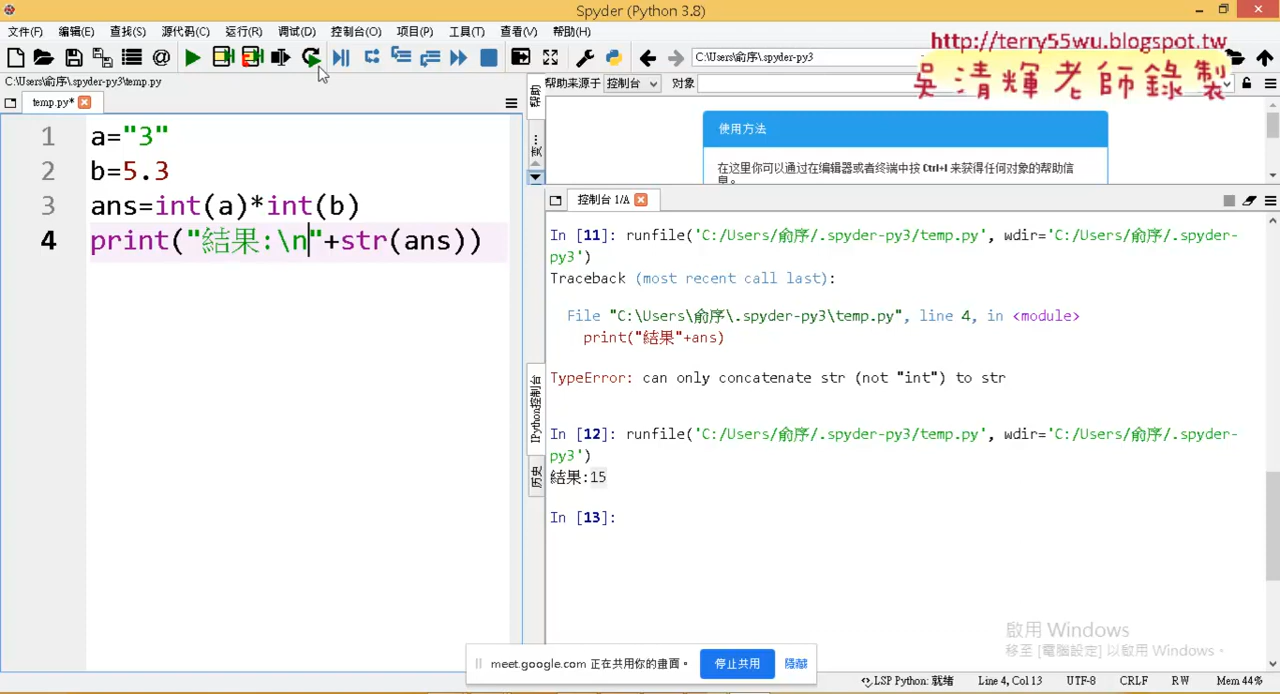 Spyder (Python 3.8)
文件(F) 编辑(E) 查找(S) 源代码(C) 运行(R) 调试(D) 控制台(O) 项目(P) 工具(T) 查看(V) 帮助(H)
C:\Users\俞序\.spyder-py3
http://terry55wu.blogspot.tw
吳清輝老師錄製
C:\Users\俞序\.spyder-py3\temp.py
temp.py*
帮助
帮助来源于 控制台 对象
1 a="3"
2 b=5.3
3 ans=int(a)*int(b)
4 print("結果:\n"+str(ans))
使用方法
在这里你可以通过在编辑器或者终端中按 Ctrl+I 来获得任何对象的帮助信
息。
控制台 1/A
In [11]: runfile('C:/Users/俞序/.spyder-py3/temp.py', wdir='C:/Users/俞序/.spyder-
py3')
Traceback (most recent call last):
File "C:\Users\俞序\.spyder-py3\temp.py", line 4, in <module>
print("結果"+ans)
TypeError: can only concatenate str (not "int") to str
In [12]: runfile('C:/Users/俞序/.spyder-py3/temp.py', wdir='C:/Users/俞序/.spyder-
py3')
結果:15
In [13]:
IPython控制台
历史
啟用 Windows
移至 [電腦設定] 以啟用 Windows。
meet.google.com 正在共用你的畫面。 停止共用 隱藏
LSP Python: 就绪 Line 4, Col 13 UTF-8 CRLF RW Mem 44%